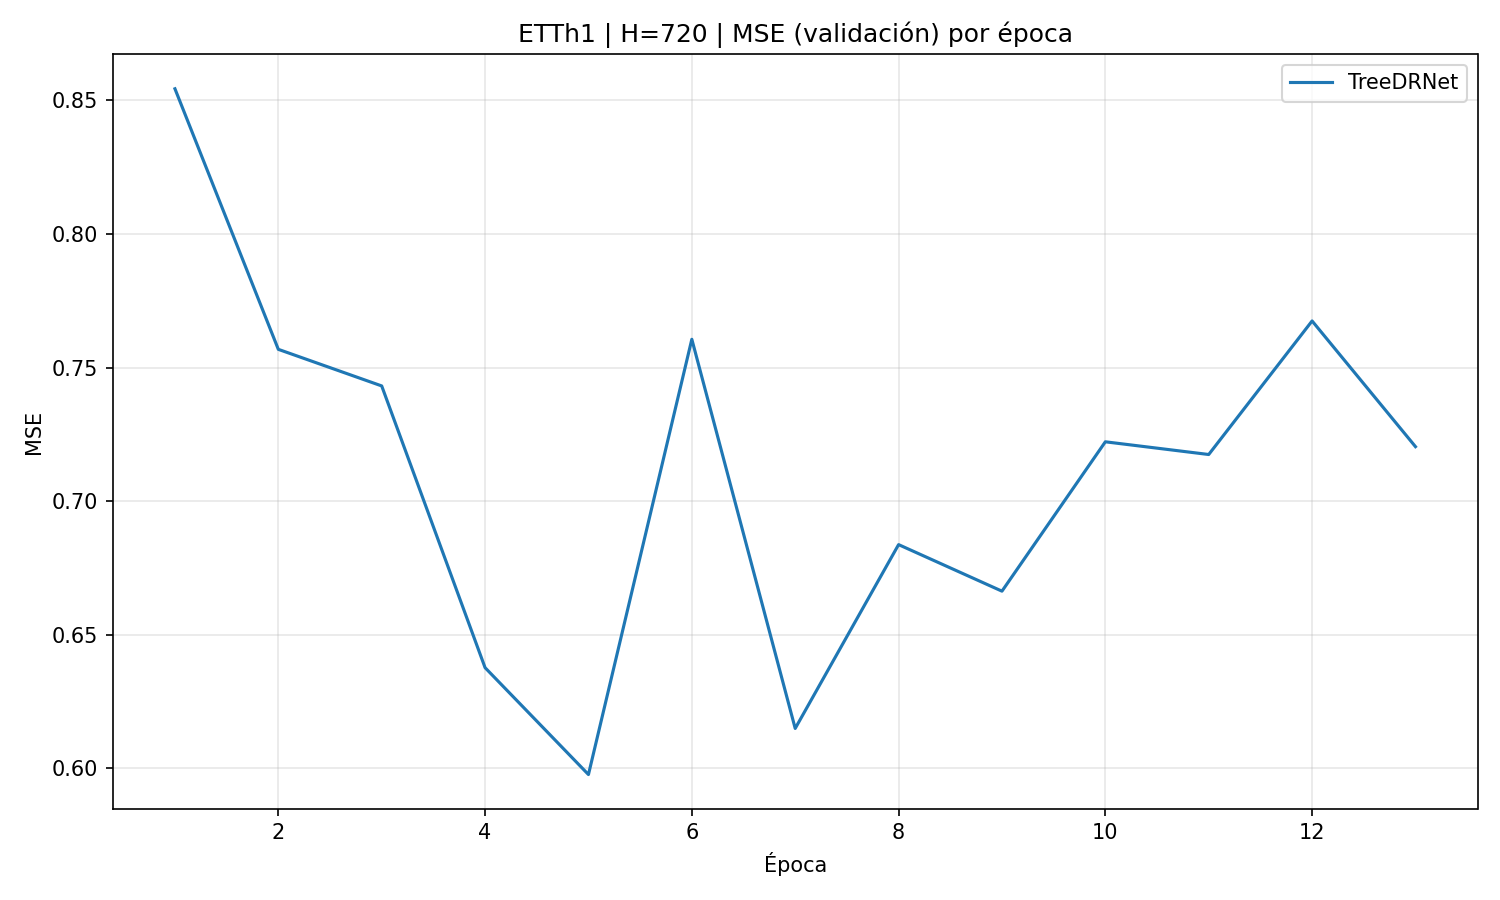 ETTh1 | H=720 | MSE (validación) por época
TreeDRNet
MSE
0.85
0.80
0.75
0.70
0.65
0.60
2 4 6 8 10 12
Época